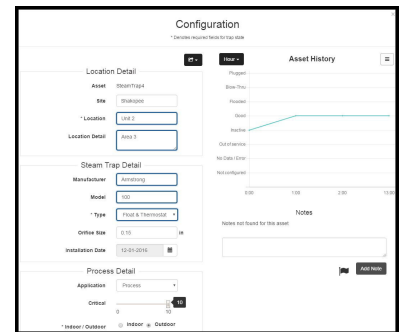 Configuration
* Denotes required fields for trap state
Location Detail
Asset SteamTrap4
Site Shakopee
* Location Unit 2
Location Detail Area 3
Steam Trap Detail
Manufacturer Armstrong
Model 100
* Type Float & Thermostat
Orifice Size 0.15 in
Installation Date 12-01-2016
Process Detail
Application Process
Critical 10
0 10
* Indoor / Outdoor Indoor Outdoor
Hour
Asset History
Plugged
Blow-Thru
Flooded
Good
Inactive
Out of service
No Data / Error
Not configured
0:00 1:00 2:00 13:00
Notes
Notes not found for this asset
Add Note